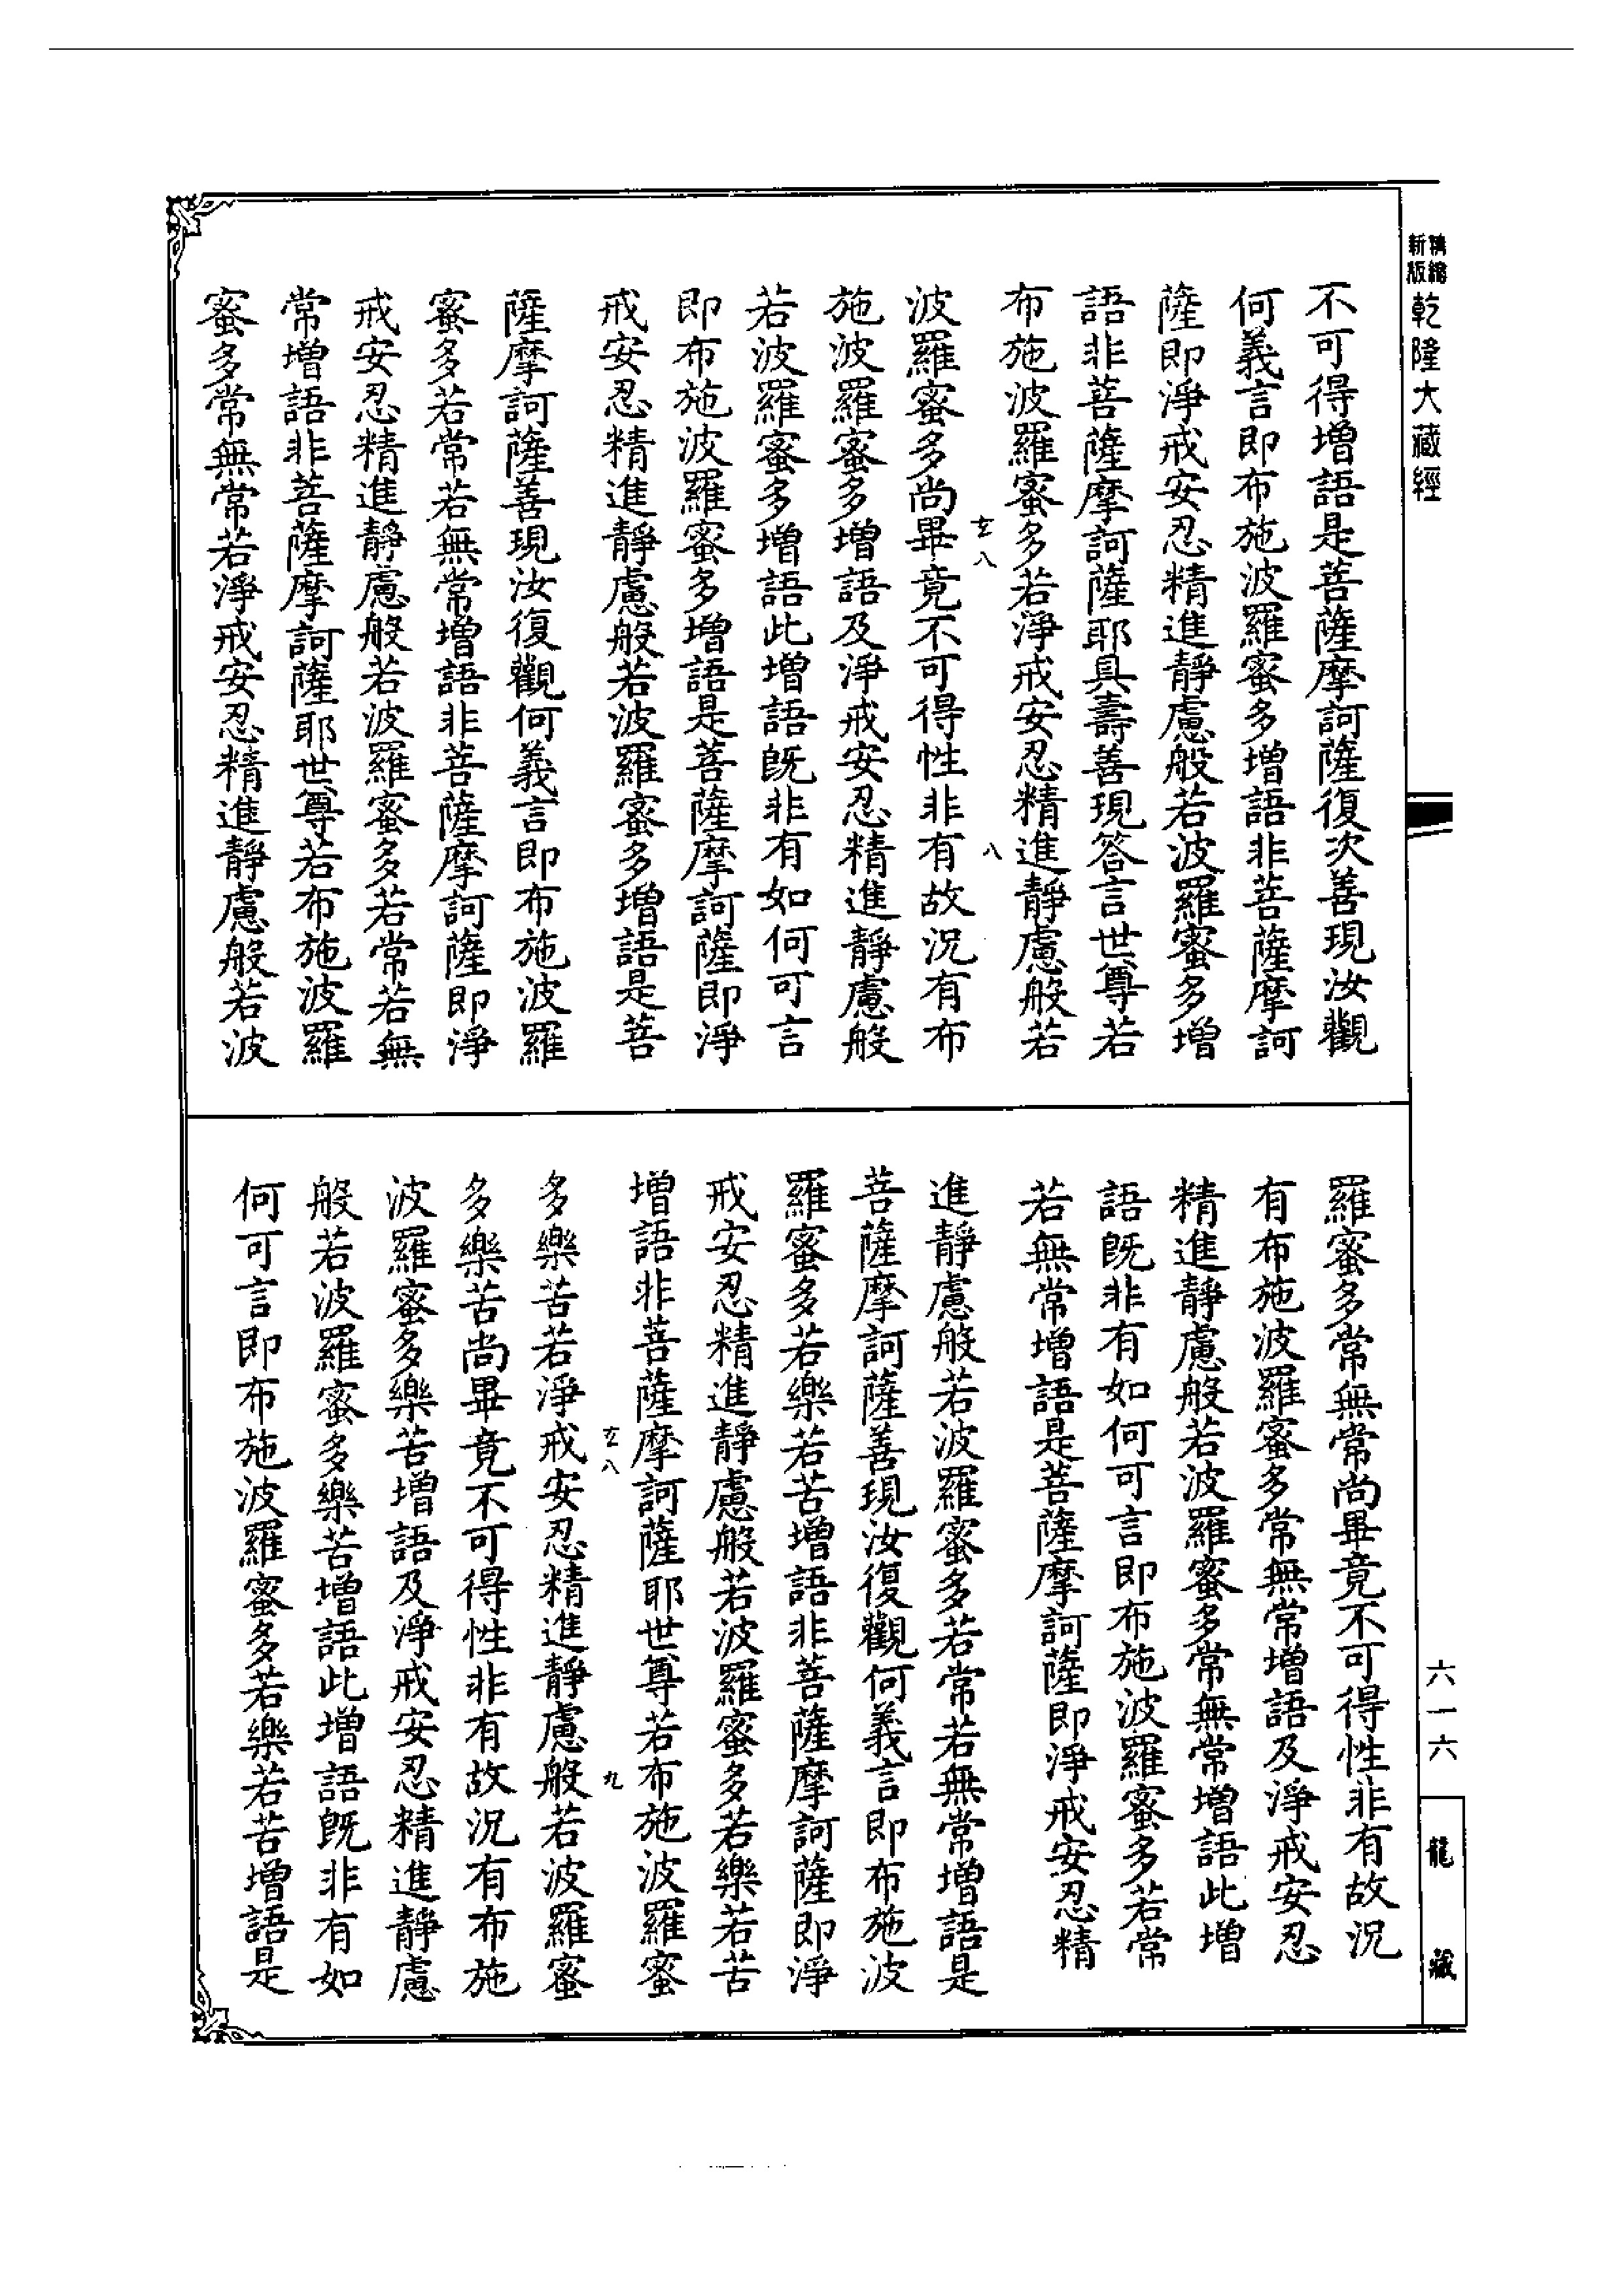 新版精縮
乾隆大藏經
不可得增語是菩薩摩訶薩復次善現汝觀
何義言即布施波羅蜜多增語非菩薩摩訶
薩即淨戒安忍精進靜慮般若波羅蜜多增
語非菩薩摩訶薩耶具壽善現答言世尊若
布施波羅蜜多若淨戒安忍精進靜慮般若
玄八
八
波羅蜜多尚畢竟不可得性非有故況有布
施波羅蜜多增語及淨戒安忍精進靜慮般
若波羅蜜多增語此增語既非有如何可言
即布施波羅蜜多增語是菩薩摩訶薩即淨
戒安忍精進靜慮般若波羅蜜多增語是菩
薩摩訶薩善現汝復觀何義言即布施波羅
蜜多若常若無常增語非菩薩摩訶薩即淨
戒安忍精進靜慮般若波羅蜜多若常若無
常增語非菩薩摩訶薩耶世尊若布施波羅
蜜多常無常若淨戒安忍精進靜慮般若波
羅蜜多常無常尚畢竟不可得性非有故況
有布施波羅蜜多常無常增語及淨戒安忍
精進靜慮般若波羅蜜多常無常增語此增
語既非有如何可言即布施波羅蜜多若常
若無常增語是菩薩摩訶薩即淨戒安忍精
進靜慮般若波羅蜜多若常若無常增語是
菩薩摩訶薩善現汝復觀何義言即布施波
羅蜜多若樂若苦增語非菩薩摩訶薩即淨
戒安忍精進靜慮般若波羅蜜多若樂若苦
增語非菩薩摩訶薩耶世尊若布施波羅蜜
玄八
九
多樂苦若淨戒安忍精進靜慮般若波羅蜜
多樂苦尚畢竟不可得性非有故況有布施
波羅蜜多樂苦增語及淨戒安忍精進靜慮
般若波羅蜜多樂苦增語此增語既非有如
何可言即布施波羅蜜多若樂若苦增語是
六一六
龍藏